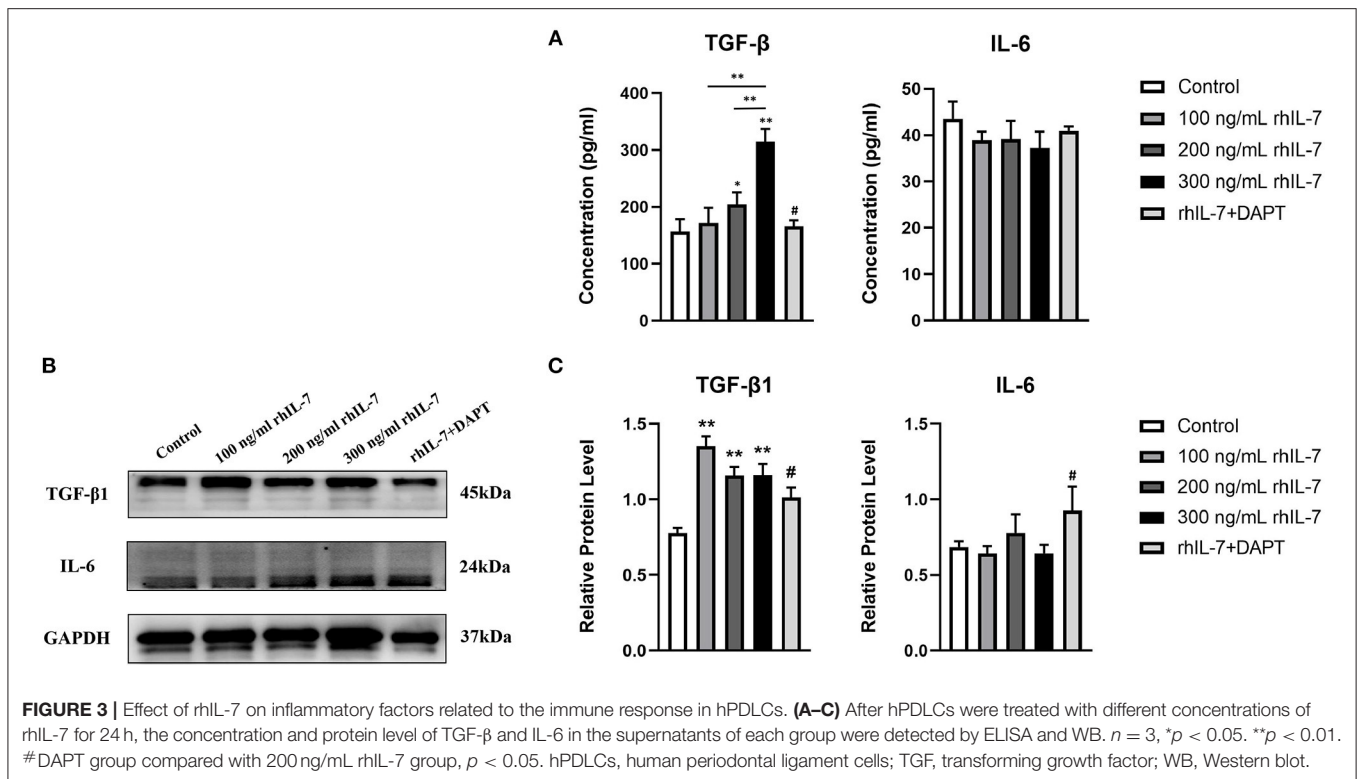 A
TGF-β
IL-6
**
**
**
*
#
Concentration (pg/ml)
400
300
200
100
0
Concentration (pg/ml)
50
40
30
20
10
0
Control
100 ng/mL rhIL-7
200 ng/mL rhIL-7
300 ng/mL rhIL-7
rhIL-7+DAPT
B
Control
100 ng/ml rhIL-7
200 ng/ml rhIL-7
300 ng/ml rhIL-7
rhIL-7+DAPT
TGF-β1
45kDa
IL-6
24kDa
GAPDH
37kDa
C
TGF-β1
IL-6
**
**
**
#
#
Relative Protein Level
1.5
1.0
0.5
0.0
Relative Protein Level
1.5
1.0
0.5
0.0
Control
100 ng/mL rhIL-7
200 ng/mL rhIL-7
300 ng/mL rhIL-7
rhIL-7+DAPT
FIGURE 3 | Effect of rhIL-7 on inflammatory factors related to the immune response in hPDLCs. (A–C) After hPDLCs were treated with different concentrations of
rhIL-7 for 24 h, the concentration and protein level of TGF-β and IL-6 in the supernatants of each group were detected by ELISA and WB. n = 3, *p < 0.05. **p < 0.01.
#DAPT group compared with 200 ng/mL rhIL-7 group, p < 0.05. hPDLCs, human periodontal ligament cells; TGF, transforming growth factor; WB, Western blot.